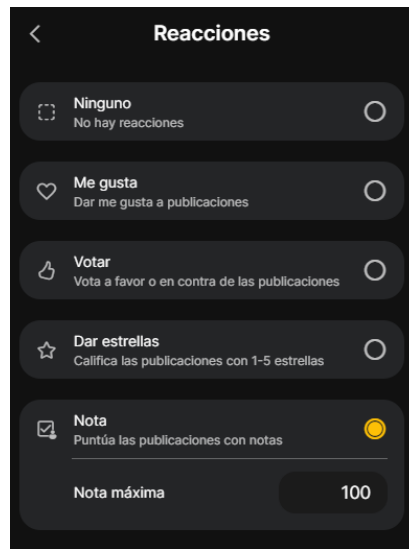 Reacciones
Ninguno
No hay reacciones
Me gusta
Dar me gusta a publicaciones
Votar
Vota a favor o en contra de las publicaciones
Dar estrellas
Califica las publicaciones con 1-5 estrellas
Nota
Puntúa las publicaciones con notas
Nota máxima 100